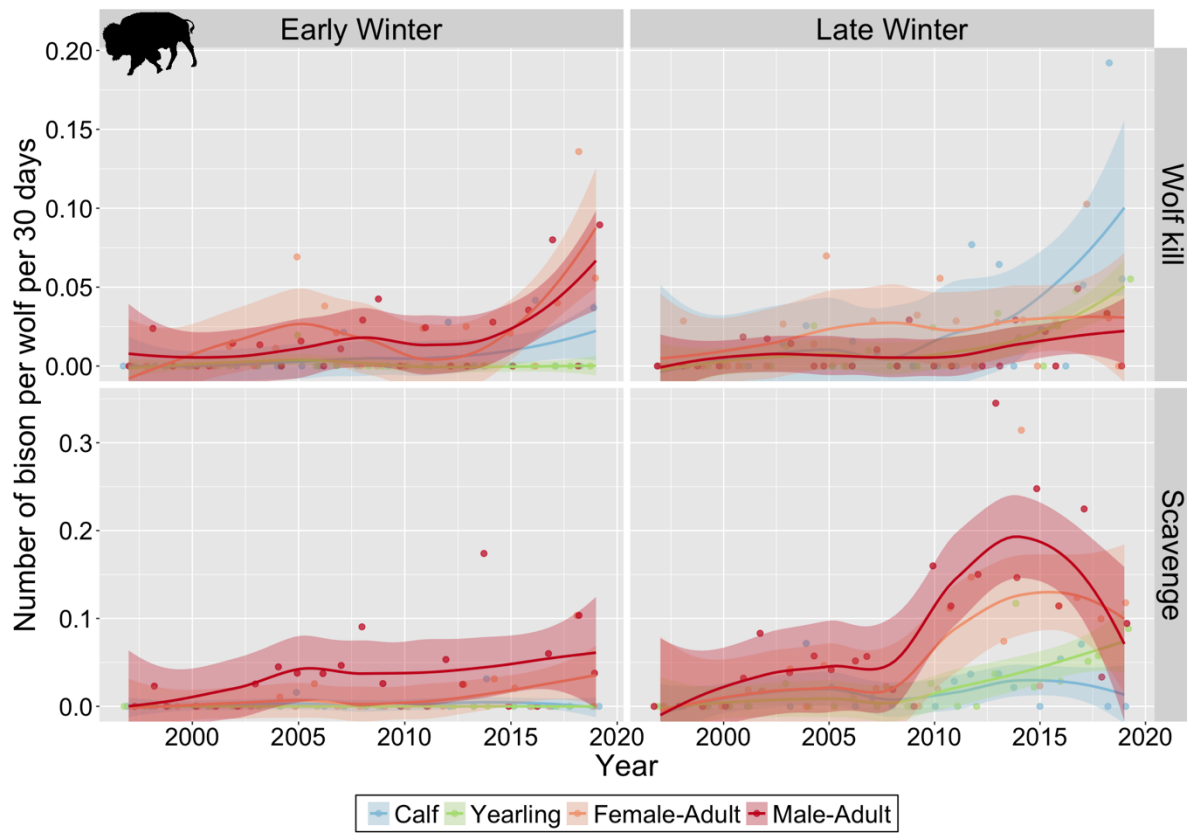 Early Winter
Late Winter
Number of bison per wolf per 30 days
0.20
0.15
0.10
0.05
0.00
Wolf kill
0.3
0.2
0.1
0.0
Scavenge
2000 2005 2010 2015 2020
2000 2005 2010 2015 2020
Year
Calf Yearling Female-Adult Male-Adult